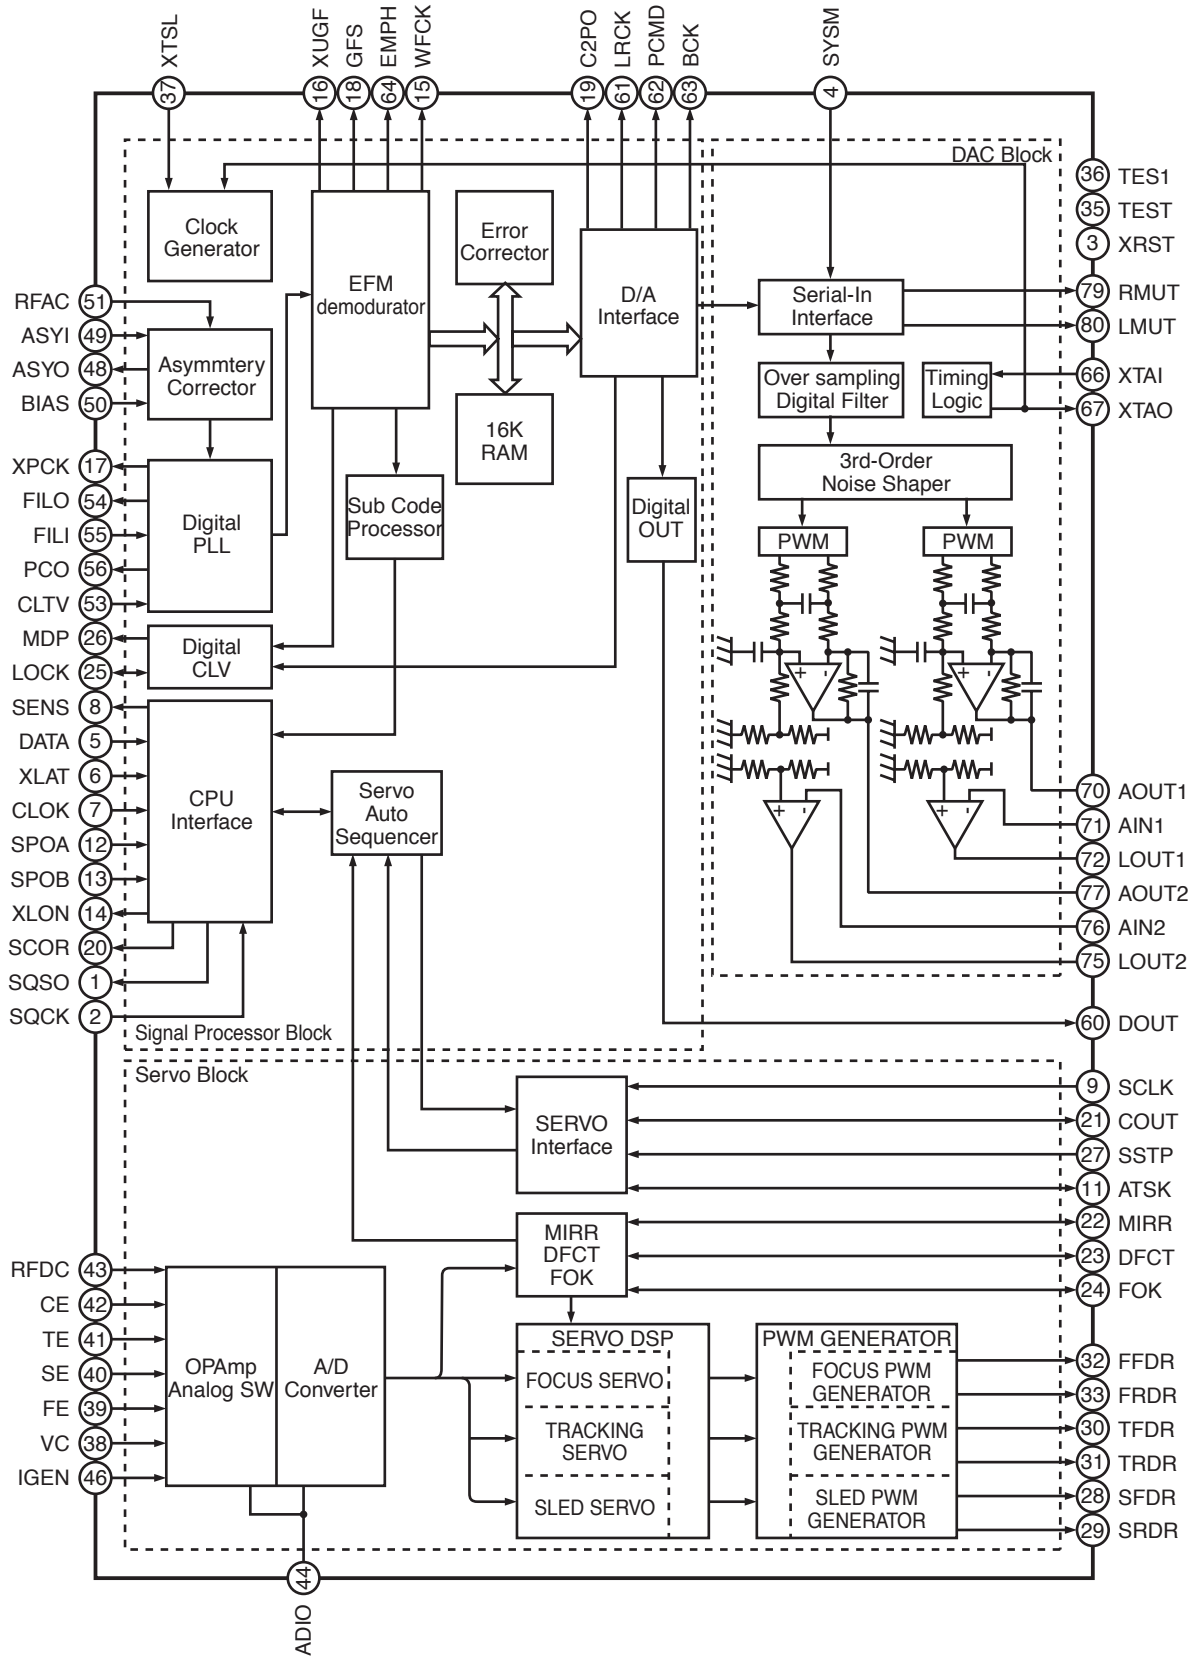 XTSL
XUGF
GFS
EMPH
WFCK
C2PO
LRCK
PCMD
BCK
SYSM
37
16
18
64
15
19
61
62
63
4
DAC Block
36 TES1
35 TEST
3 XRST
79 RMUT
80 LMUT
66 XTAI
67 XTAO
Clock
Generator
EFM
demodurator
Error
Corrector
D/A
Interface
Serial-In
Interface
RFAC 51
ASYI 49
ASYO 48
BIAS 50
Asymmtery
Corrector
16K
RAM
Over sampling
Digital Filter
Timing
Logic
3rd-Order
Noise Shaper
XPCK 17
FILO 54
FILI 55
PCO 56
CLTV 53
Digital
PLL
Sub Code
Processor
Digital
OUT
PWM
PWM
MDP 26
LOCK 25
Digital
CLV
+ -
+ -
SENS 8
DATA 5
XLAT 6
CLOK 7
SPOA 12
SPOB 13
XLON 14
SCOR 20
SQSO 1
SQCK 2
CPU
Interface
Servo
Auto
Sequencer
+ -
+ -
70 AOUT1
71 AIN1
72 LOUT1
77 AOUT2
76 AIN2
75 LOUT2
60 DOUT
Signal Processor Block
Servo Block
SERVO
Interface
9 SCLK
21 COUT
27 SSTP
11 ATSK
MIRR
DFCT
FOK
22 MIRR
23 DFCT
24 FOK
RFDC 43
CE 42
TE 41
SE 40
FE 39
VC 38
IGEN 46
OPAmp
Analog SW
A/D
Converter
SERVO DSP
FOCUS SERVO
TRACKING
SERVO
SLED SERVO
PWM GENERATOR
FOCUS PWM
GENERATOR
TRACKING PWM
GENERATOR
SLED PWM
GENERATOR
32 FFDR
33 FRDR
30 TFDR
31 TRDR
28 SFDR
29 SRDR
44
ADIO